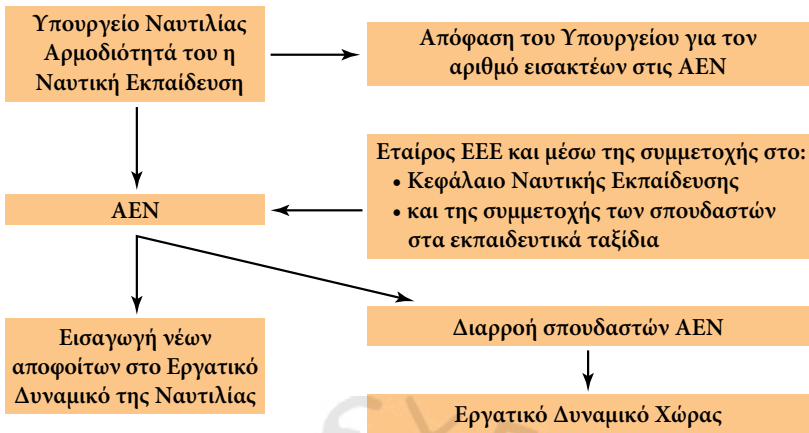 Υπουργείο Ναυτιλίας
Αρμοδιότητά του η
Ναυτική Εκπαίδευση
Απόφαση του Υπουργείου για τον
αριθμό εισακτέων στις ΑΕΝ
Εταίρος ΕΕΕ και μέσω της συμμετοχής στο:
• Κεφάλαιο Ναυτικής Εκπαίδευσης
• και της συμμετοχής των σπουδαστών
στα εκπαιδευτικά ταξίδια
ΑΕΝ
Εισαγωγή νέων
αποφοίτων στο Εργατικό
Δυναμικό της Ναυτιλίας
Διαρροή σπουδαστών ΑΕΝ
Εργατικό Δυναμικό Χώρας